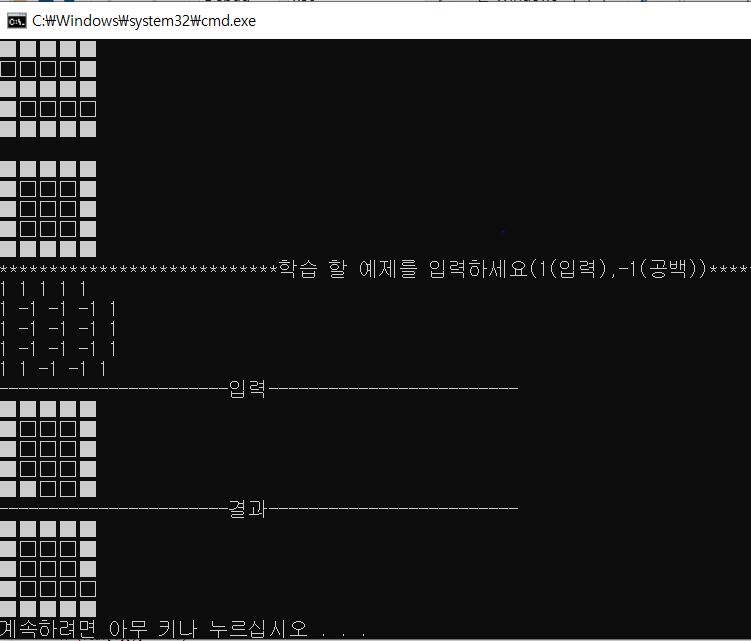 C:₩Windows₩system32₩cmd.exe
****************************학습 할 예제를 입력하세요(1(입력),-1(공백))*****
1 1 1 1 1
1 -1 -1 -1 1
1 -1 -1 -1 1
1 -1 -1 -1 1
1 1 -1 -1 1
-----------------------입력-------------------------
-----------------------결과-------------------------
계속하려면 아무 키나 누르십시오 . . .